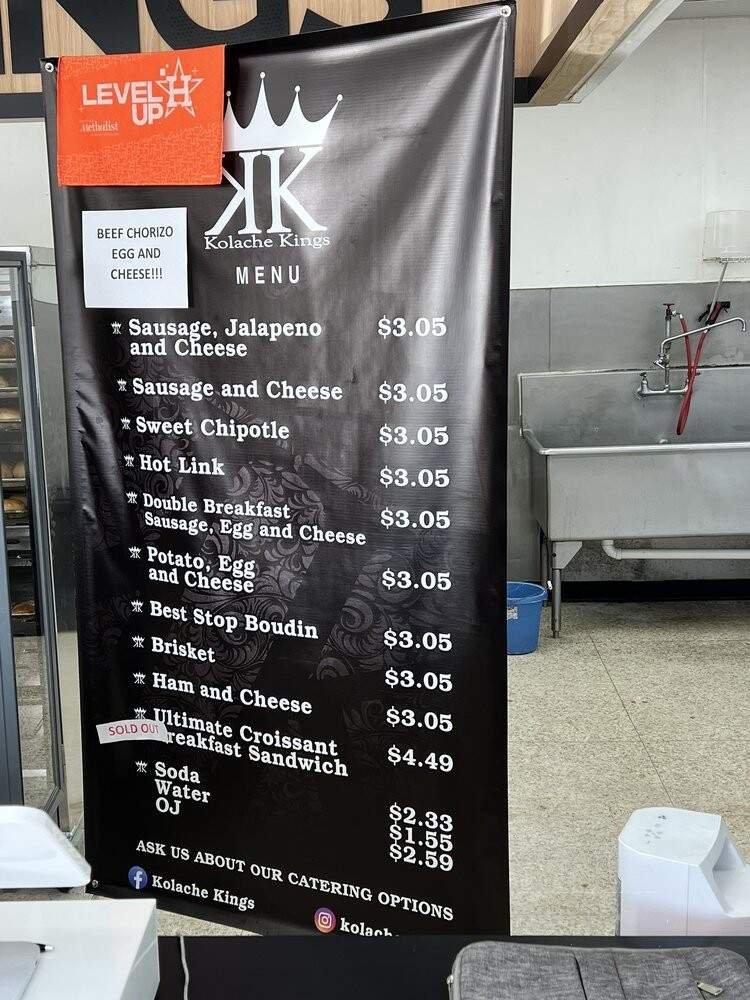 NGS
LEVEL
UP
H
Methodist
BEEF CHORIZO
EGG AND
CHEESE!!!
KK
Kolache Kings
MENU
Sausage, Jalapeno
and Cheese $3.05
Sausage and Cheese $3.05
Sweet Chipotle $3.05
Hot Link $3.05
Double Breakfast
Sausage, Egg and Cheese $3.05
Potato, Egg
and Cheese $3.05
Best Stop Boudin $3.05
Brisket $3.05
Ham and Cheese $3.05
SOLD OUT
Ultimate Croissant
Breakfast Sandwich $4.49
Soda $2.33
Water $1.55
OJ $2.59
ASK US ABOUT OUR CATERING OPTIONS
Kolache Kings
kolach